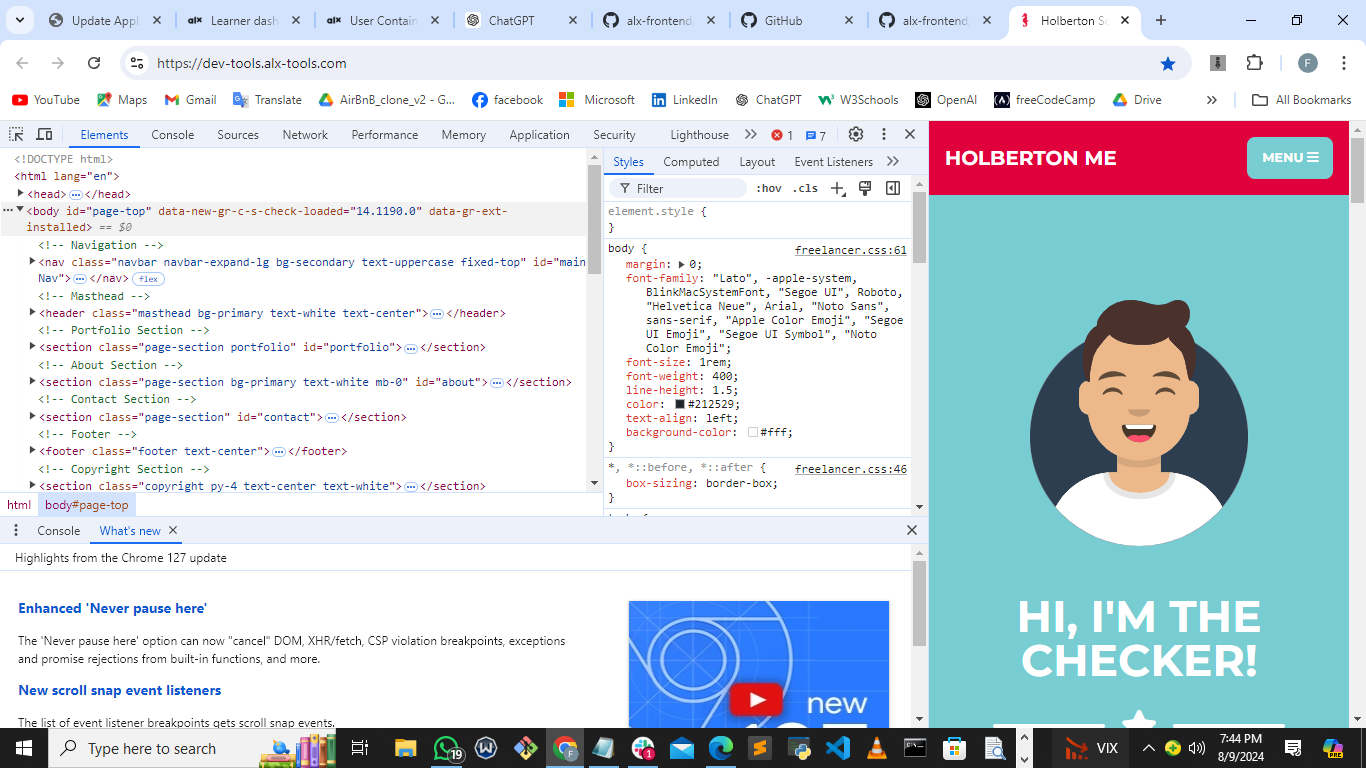 Update Appl
Learner dash
User Contain
ChatGPT
alx-frontend
GitHub
alx-frontend
Holberton Sc
https://dev-tools.alx-tools.com
F
YouTube
Maps
Gmail
Translate
AirBnB_clone_v2 - G...
facebook
Microsoft
LinkedIn
ChatGPT
W3Schools
OpenAI
freeCodeCamp
Drive
All Bookmarks
Elements Console Sources Network Performance Memory Application Security Lighthouse 1 7
<!DOCTYPE html>
<html lang="en">
<head> ⋯ </head>
<body id="page-top" data-new-gr-c-s-check-loaded="14.1190.0" data-gr-ext-
installed> == $0
<!-- Navigation -->
<nav class="navbar navbar-expand-lg bg-secondary text-uppercase fixed-top" id="main
Nav"> ⋯ </nav> flex
<!-- Masthead -->
<header class="masthead bg-primary text-white text-center"> ⋯ </header>
<!-- Portfolio Section -->
<section class="page-section portfolio" id="portfolio"> ⋯ </section>
<!-- About Section -->
<section class="page-section bg-primary text-white mb-0" id="about"> ⋯ </section>
<!-- Contact Section -->
<section class="page-section" id="contact"> ⋯ </section>
<!-- Footer -->
<footer class="footer text-center"> ⋯ </footer>
<!-- Copyright Section -->
<section class="copyright py-4 text-center text-white"> ⋯ </section>
html body#page-top
Styles Computed Layout Event Listeners
Filter :hov .cls
element.style {
}
body { freelancer.css:61
margin: 0;
font-family: "Lato", -apple-system,
BlinkMacSystemFont, "Segoe UI", Roboto,
"Helvetica Neue", Arial, "Noto Sans",
sans-serif, "Apple Color Emoji", "Segoe
UI Emoji", "Segoe UI Symbol", "Noto
Color Emoji";
font-size: 1rem;
font-weight: 400;
line-height: 1.5;
color: #212529;
text-align: left;
background-color: #fff;
}
*, *::before, *::after { freelancer.css:46
box-sizing: border-box;
}
Console What's new
Highlights from the Chrome 127 update
Enhanced 'Never pause here'
The 'Never pause here' option can now "cancel" DOM, XHR/fetch, CSP violation breakpoints, exceptions
and promise rejections from built-in functions, and more.
New scroll snap event listeners
The list of event listener breakpoints gets scroll snap events.
new
HOLBERTON ME
MENU
HI, I'M THE
CHECKER!
Type here to search
19
F
1
VIX
7:44 PM
8/9/2024
PRE